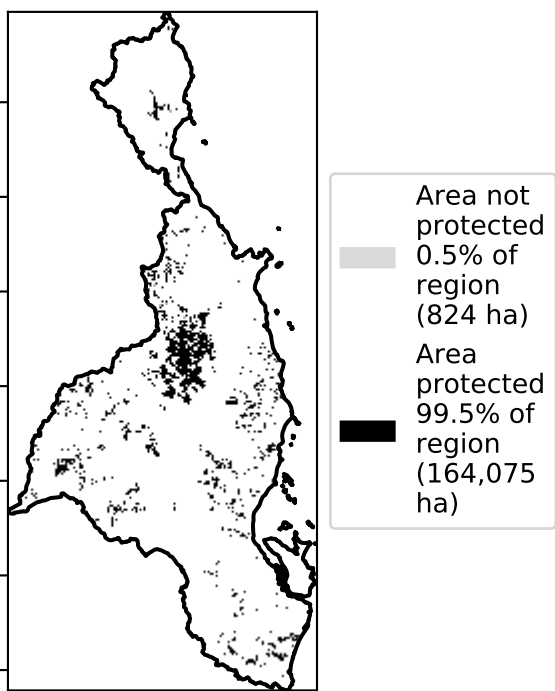 Area not
protected
0.5% of
region
(824 ha)
Area
protected
99.5% of
region
(164,075
ha)